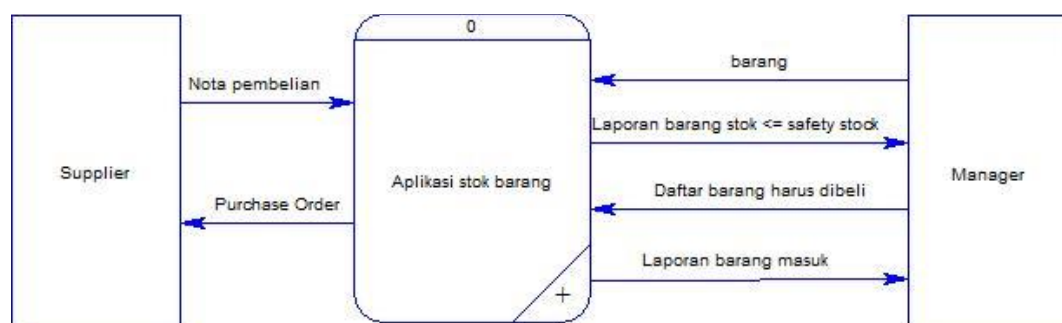 0
barang
Nota pembelian
Laporan barang stok <= safety stock
Supplier
Aplikasi stok barang
Manager
Purchase Order
Daftar barang harus dibeli
Laporan barang masuk
+